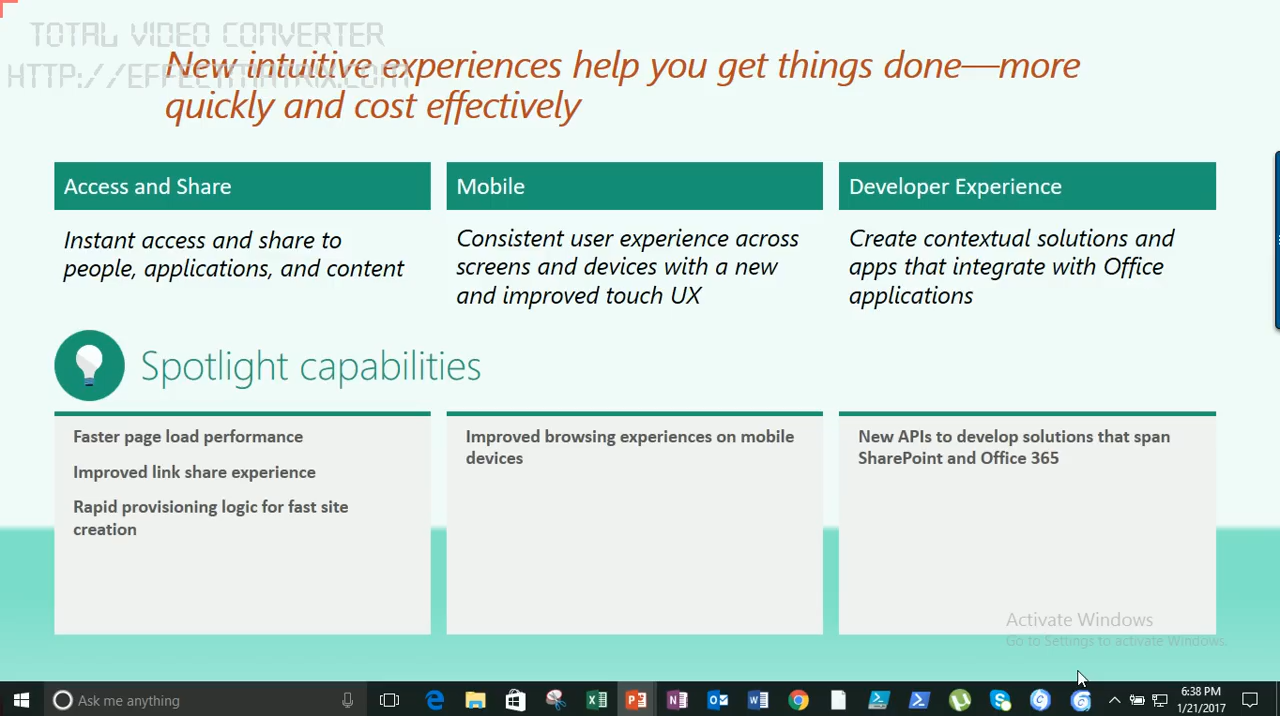 TOTAL VIDEO CONVERTER
HTTP://EFFECTMATRIX.COM
New intuitive experiences help you get things done—more
quickly and cost effectively
Access and Share
Instant access and share to
people, applications, and content
Mobile
Consistent user experience across
screens and devices with a new
and improved touch UX
Developer Experience
Create contextual solutions and
apps that integrate with Office
applications
Spotlight capabilities
Faster page load performance
Improved link share experience
Rapid provisioning logic for fast site
creation
Improved browsing experiences on mobile
devices
New APIs to develop solutions that span
SharePoint and Office 365
Activate Windows
Go to Settings to activate Windows.
Ask me anything
6:38 PM
1/21/2017